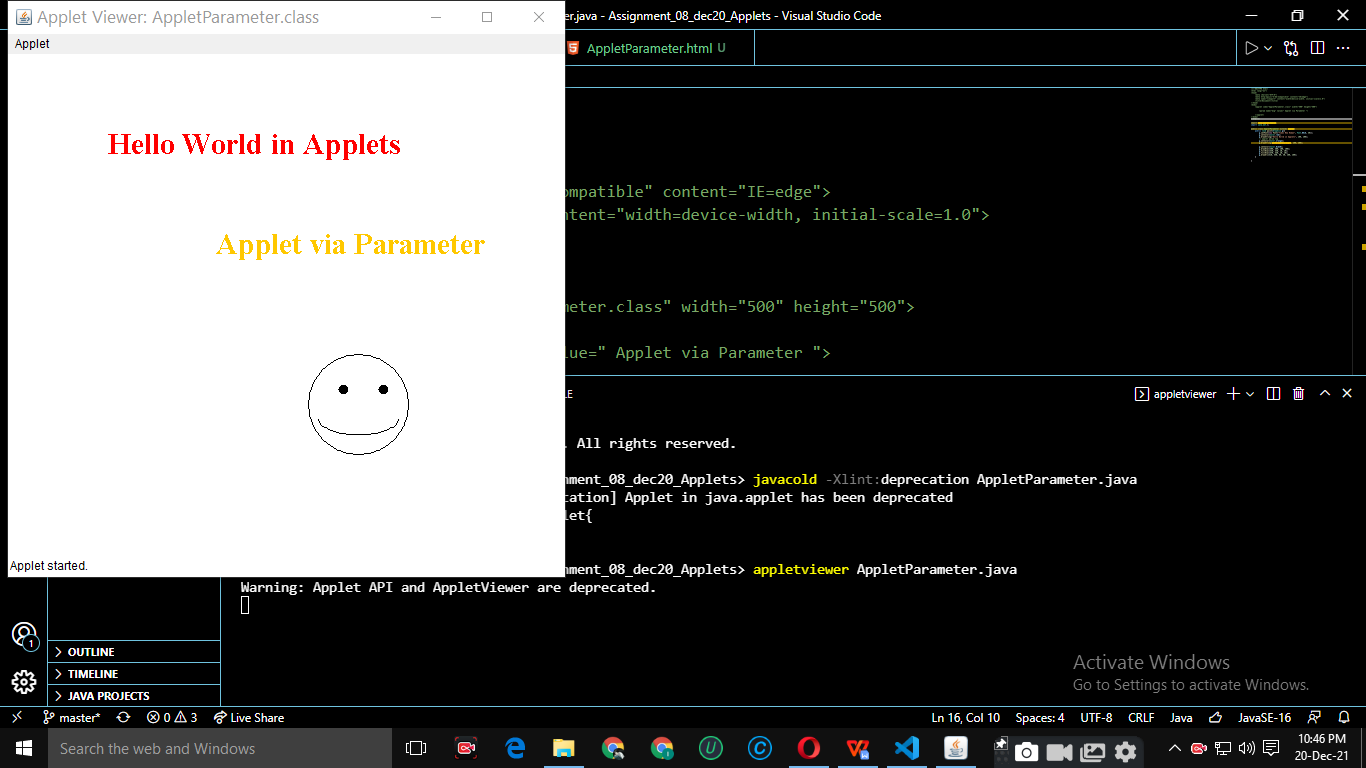 Applet Viewer: AppletParameter.class
er.java - Assignment_08_dec20_Applets - Visual Studio Code
Applet
AppletParameter.html U
Hello World in Applets
ompatible" content="IE=edge">
ntent="width=device-width, initial-scale=1.0">
Applet via Parameter
meter.class" width="500" height="500">
lue=" Applet via Parameter ">
LE
appletviewer
. All rights reserved.
nment_08_dec20_Applets> javacold -Xlint:deprecation AppletParameter.java
cation] Applet in java.applet has been deprecated
let{
Applet started.
nment_08_dec20_Applets> appletviewer AppletParameter.java
Warning: Applet API and AppletViewer are deprecated.
1
OUTLINE
TIMELINE
JAVA PROJECTS
Activate Windows
Go to Settings to activate Windows.
master* 0 3 Live Share Ln 16, Col 10 Spaces: 4 UTF-8 CRLF Java JavaSE-16
Search the web and Windows
10:46 PM
20-Dec-21